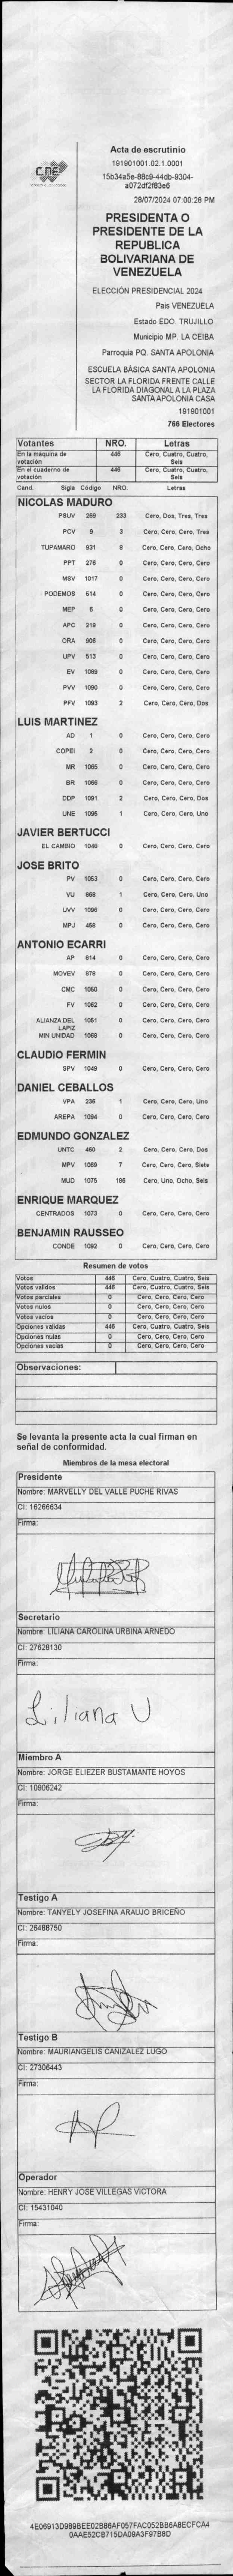 CNE
Acta de escrutinio
191901001.02.1.0001
15b34a5e-88c9-44db-9304-
a072df2f83e6
28/07/2024 07:00:28 PM
PRESIDENTA O
PRESIDENTE DE LA
REPUBLICA
BOLIVARIANA DE
VENEZUELA
ELECCIÓN PRESIDENCIAL 2024
Pais VENEZUELA
Estado EDO. TRUJILLO
Municipio MP. LA CEIBA
Parroquia PQ. SANTA APOLONIA
ESCUELA BÁSICA SANTA APOLONIA
SECTOR LA FLORIDA FRENTE CALLE
LA FLORIDA DIAGONAL A LA PLAZA
SANTA APOLONIA CASA
191901001
766 Electores
Votantes NRO. Letras
En la máquina de votación 446 Cero, Cuatro, Cuatro, Seis
En el cuaderno de votación 446 Cero, Cuatro, Cuatro, Seis
Cand. Sigla Código NRO. Letras
NICOLAS MADURO
PSUV 269 233 Cero, Dos, Tres, Tres
PCV 9 3 Cero, Cero, Cero, Tres
TUPAMARO 931 8 Cero, Cero, Cero, Ocho
PPT 276 0 Cero, Cero, Cero, Cero
MSV 1017 0 Cero, Cero, Cero, Cero
PODEMOS 514 0 Cero, Cero, Cero, Cero
MEP 6 0 Cero, Cero, Cero, Cero
APC 219 0 Cero, Cero, Cero, Cero
ORA 906 0 Cero, Cero, Cero, Cero
UPV 513 0 Cero, Cero, Cero, Cero
EV 1089 0 Cero, Cero, Cero, Cero
PVV 1090 0 Cero, Cero, Cero, Cero
PFV 1093 2 Cero, Cero, Cero, Dos
LUIS MARTINEZ
AD 1 0 Cero, Cero, Cero, Cero
COPEI 2 0 Cero, Cero, Cero, Cero
MR 1065 0 Cero, Cero, Cero, Cero
BR 1066 0 Cero, Cero, Cero, Cero
DDP 1091 2 Cero, Cero, Cero, Dos
UNE 1095 1 Cero, Cero, Cero, Uno
JAVIER BERTUCCI
EL CAMBIO 1048 0 Cero, Cero, Cero, Cero
JOSE BRITO
PV 1053 0 Cero, Cero, Cero, Cero
VU 868 1 Cero, Cero, Cero, Uno
UVV 1096 0 Cero, Cero, Cero, Cero
MPJ 458 0 Cero, Cero, Cero, Cero
ANTONIO ECARRI
AP 814 0 Cero, Cero, Cero, Cero
MOVEV 979 0 Cero, Cero, Cero, Cero
CMC 1050 0 Cero, Cero, Cero, Cero
FV 1052 0 Cero, Cero, Cero, Cero
ALIANZA DEL LAPIZ 1051 0 Cero, Cero, Cero, Cero
MIN UNIDAD 1058 0 Cero, Cero, Cero, Cero
CLAUDIO FERMIN
SPV 1049 0 Cero, Cero, Cero, Cero
DANIEL CEBALLOS
VPA 235 1 Cero, Cero, Cero, Uno
AREPA 1094 0 Cero, Cero, Cero, Cero
EDMUNDO GONZALEZ
UNTC 460 2 Cero, Cero, Cero, Dos
MPV 1069 7 Cero, Cero, Cero, Siete
MUD 1075 186 Cero, Uno, Ocho, Seis
ENRIQUE MARQUEZ
CENTRADOS 1073 0 Cero, Cero, Cero, Cero
BENJAMIN RAUSSEO
CONDE 1092 0 Cero, Cero, Cero, Cero
Resumen de votos
Votos 446 Cero, Cuatro, Cuatro, Seis
Votos validos 446 Cero, Cuatro, Cuatro, Seis
Votos parciales 0 Cero, Cero, Cero, Cero
Votos nulos 0 Cero, Cero, Cero, Cero
Votos vacios 0 Cero, Cero, Cero, Cero
Opciones validas 446 Cero, Cuatro, Cuatro, Seis
Opciones nulas 0 Cero, Cero, Cero, Cero
Opciones vacías 0 Cero, Cero, Cero, Cero
Observaciones:
Se levanta la presente acta la cual firman en
señal de conformidad.
Miembros de la mesa electoral
Presidente
Nombre: MARVELLY DEL VALLE PUCHE RIVAS
CI: 16266634
Firma:
Secretario
Nombre: LILIANA CAROLINA URBINA ARNEDO
CI: 27628130
Firma:
Liliana U
Miembro A
Nombre: JORGE ELIEZER BUSTAMANTE HOYOS
CI: 10906242
Firma:
Testigo A
Nombre: TANYELY JOSEFINA ARAUJO BRICEÑO
CI: 26488750
Firma:
Testigo B
Nombre: MAURIANGELIS CAÑIZALEZ LUGO
CI: 27306443
Firma:
Operador
Nombre: HENRY JOSE VILLEGAS VICTORA
CI: 15431040
Firma:
4E06913D989BEE02B86AF057FAC052BB6A8ECFCA4
0AAE52CB715DA09A3F97B8D